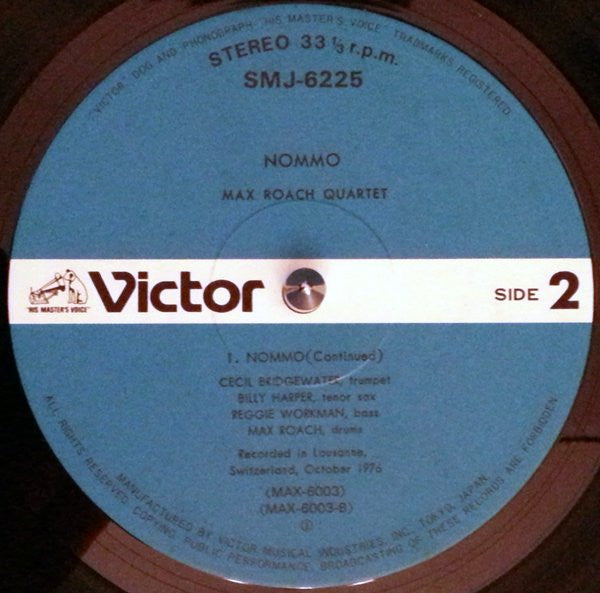 "VICTOR, DOG AND PHONOGRAPH, HIS MASTER'S VOICE" TRADMARKS REGISTERED
STEREO 33 1/3 r.p.m.
SMJ-6225
NOMMO
MAX ROACH QUARTET
"HIS MASTER'S VOICE"
Victor
SIDE 2
1. NOMMO(Continued)
CECIL BRIDGEWATER, trumpet
BILLY HARPER, tenor sax
REGGIE WORKMAN, bass
MAX ROACH, drums
Recorded in Lausanne,
Switzerland, October 1976
(MAX-6003)
(MAX-6003-B)
MANUFACTURED BY VICTOR MUSICAL INDUSTRIES, INC. TOKYO, JAPAN
ALL RIGHTS RESERVED. COPYING, PUBLIC PERFORMANCE, BROADCASTING OF THESE RECORDS ARE FORBIDDEN